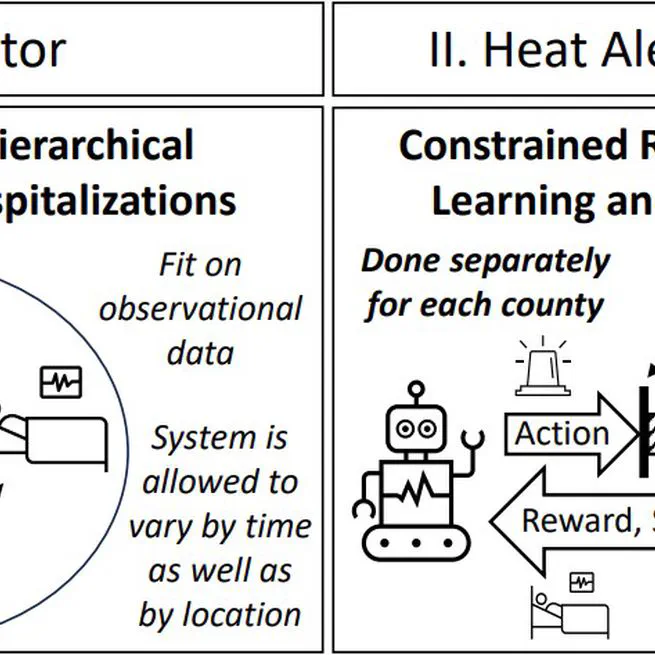 tor
ierarchical
spitalizations
Fit on
observational
data
System is
allowed to
vary by time
as well as
by location
II. Heat Ale
Constrained R
Learning an
Done separately
for each county
Action
Reward,